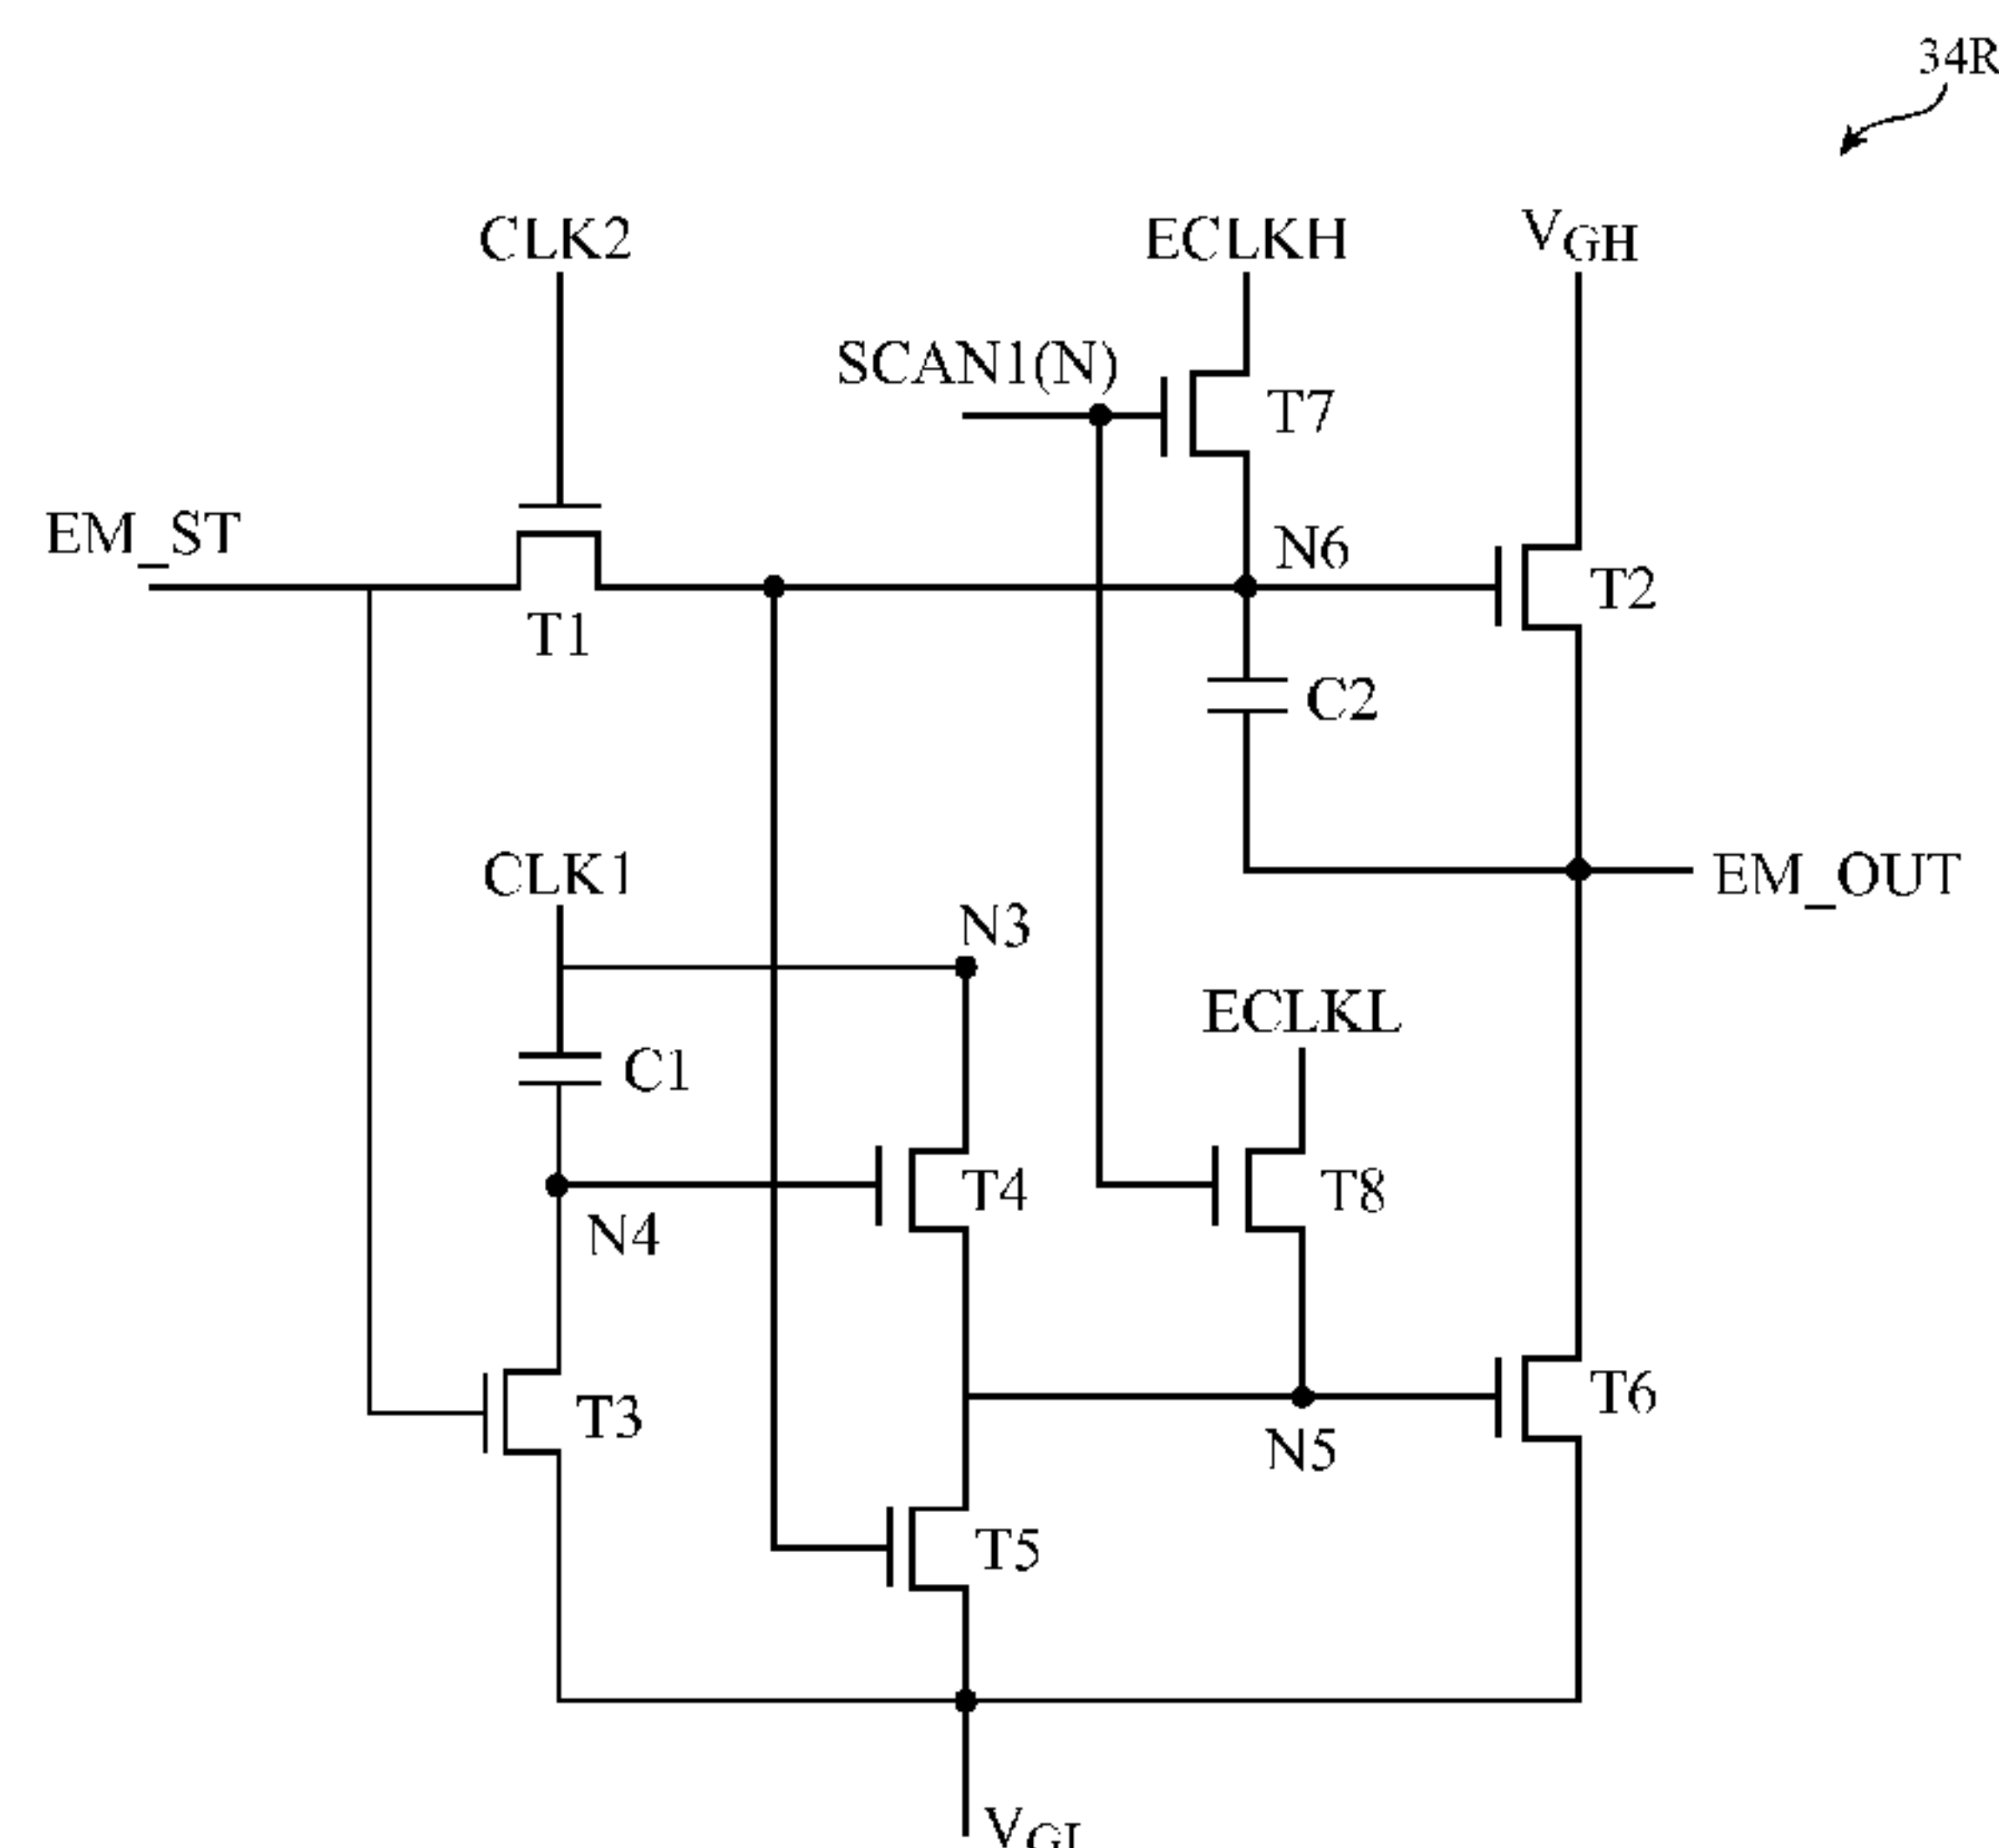 34R
CLK2
ECLKH
VGH
SCAN1(N)
T7
EM_ST
N6
T2
T1
C2
CLK1
EM_OUT
N3
ECLKL
C1
T4
T8
N4
T6
T3
N5
T5
VGL